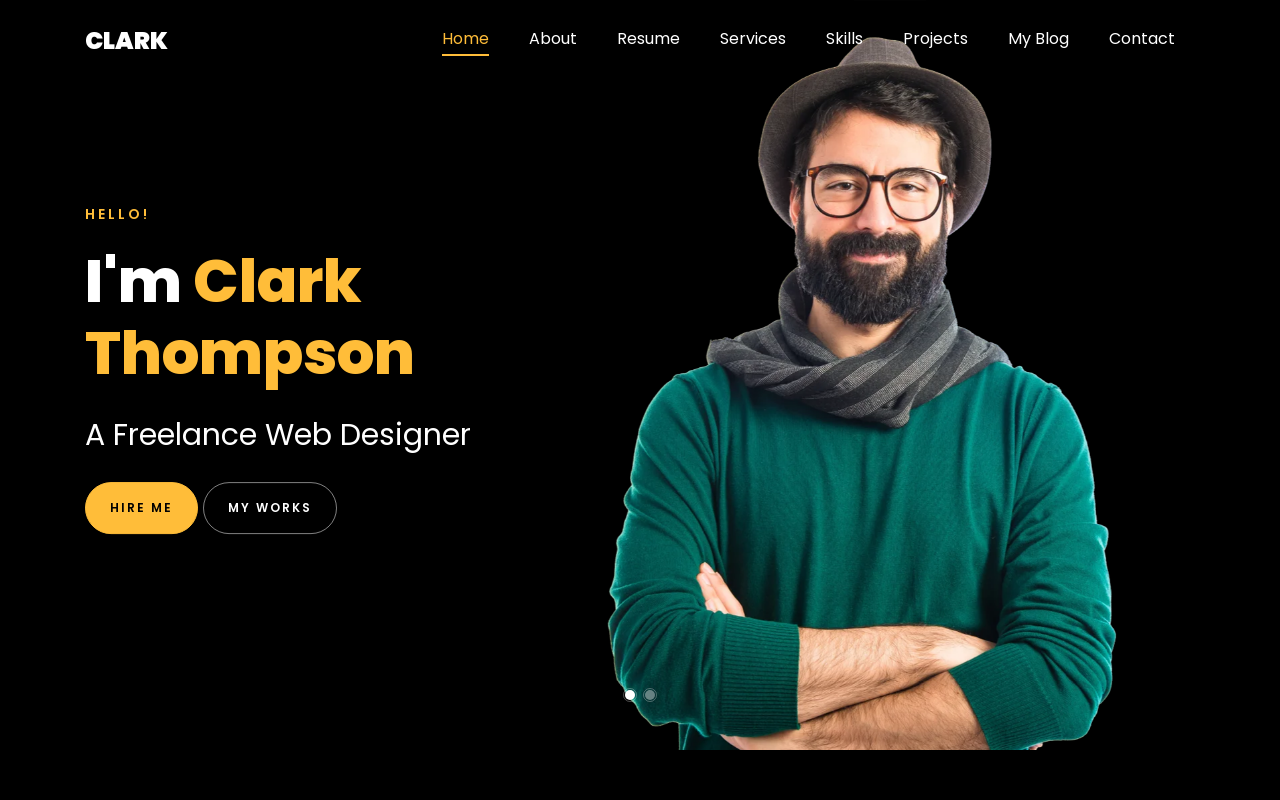 CLARK
Home About Resume Services Skills Projects My Blog Contact
HELLO!
I'm Clark
Thompson
A Freelance Web Designer
HIRE ME MY WORKS